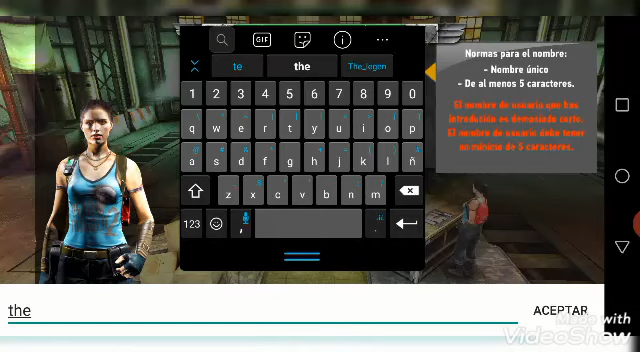 GIF
te the The_legen
Normas para el nombre:
- Nombre único
- De al menos 5 caracteres.
El nombre de usuario que has
introducido es demasiado corto.
El nombre de usuario debe tener
un mínimo de 5 caracteres.
1 2 3 4 5 6 7 8 9 0
q w e r t y u i o p
a s d f g h j k l ñ
z x c v b n m
123 , .
the
ACEPTAR
Made with
VideoShow